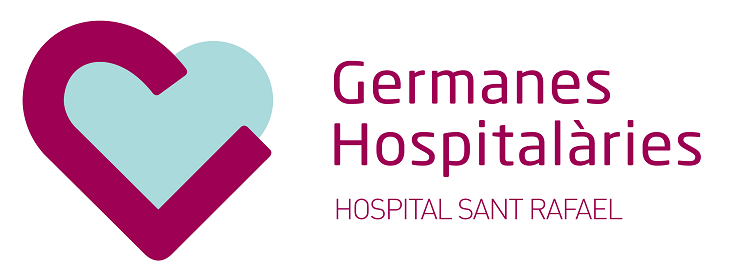 Germanes
Hospitalàries
HOSPITAL SANT RAFAEL